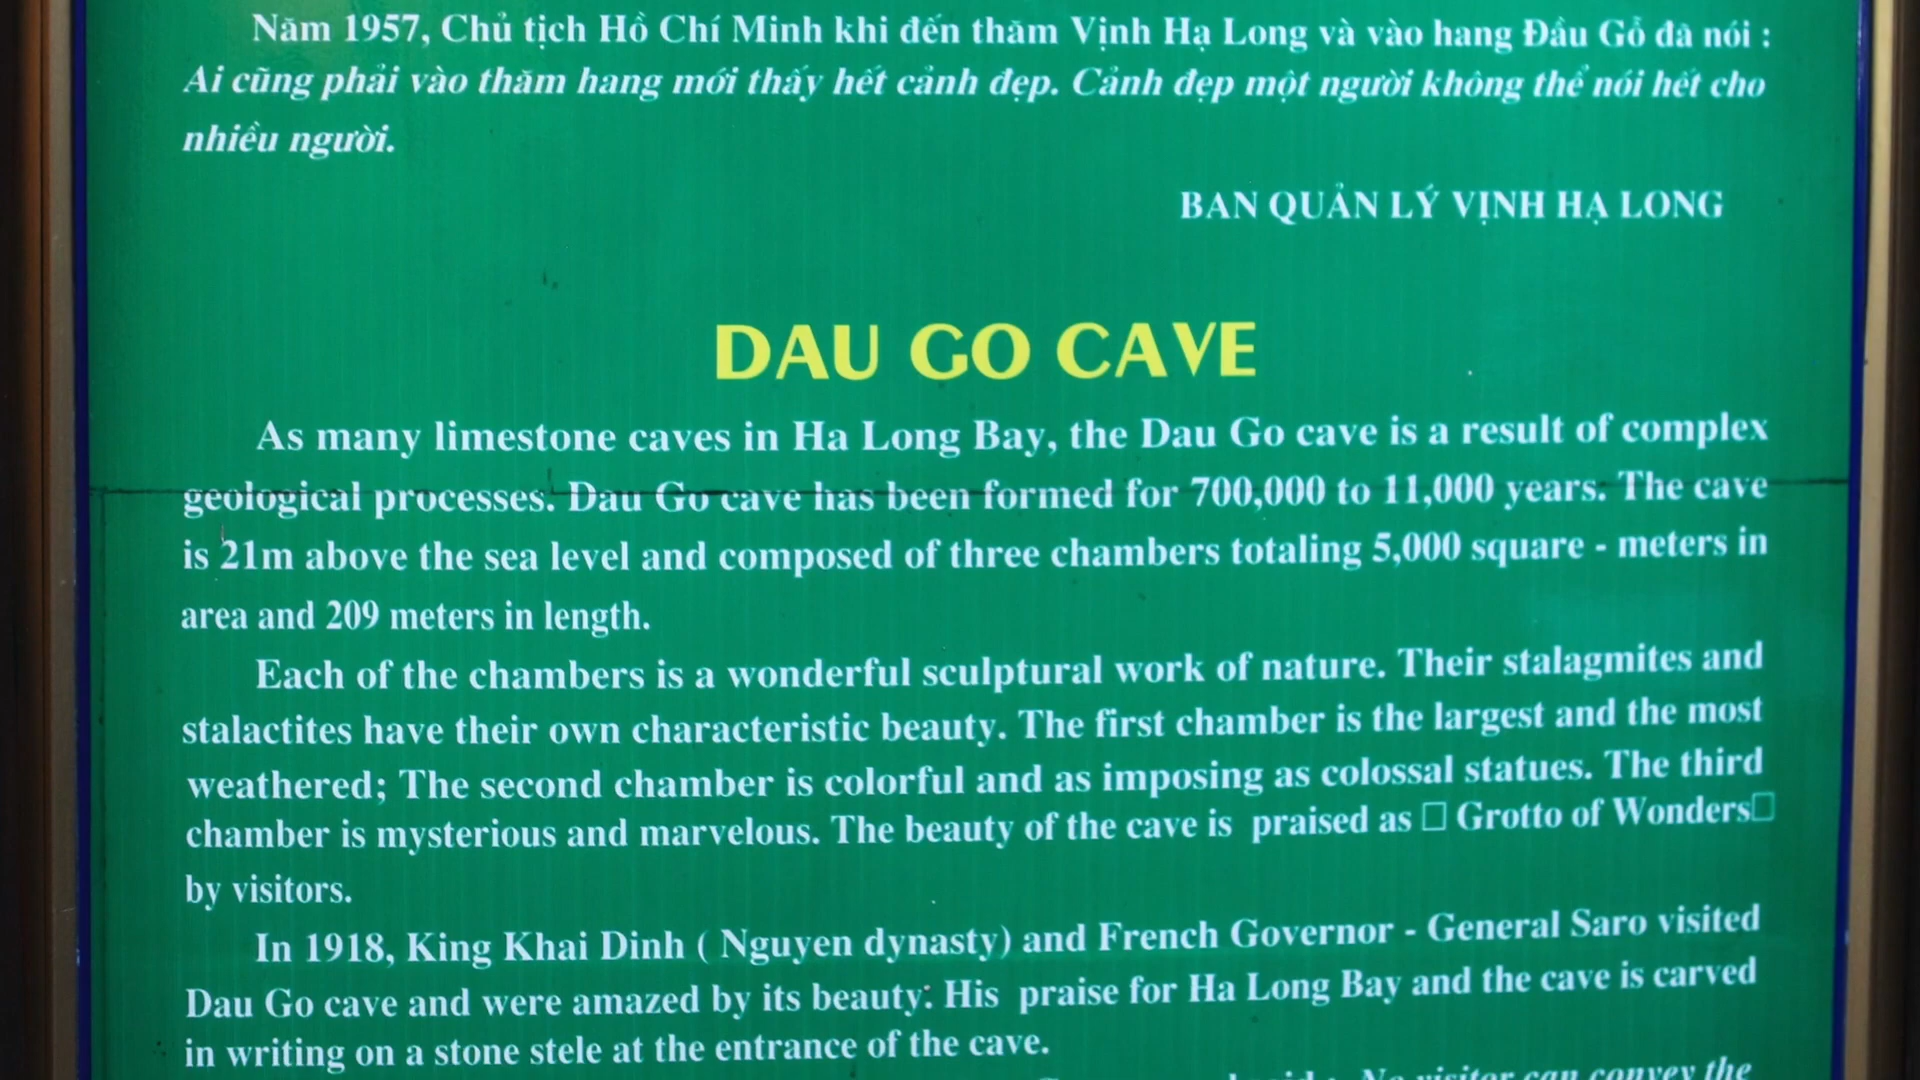 Năm 1957, Chủ tịch Hồ Chí Minh khi đến thăm Vịnh Hạ Long và vào hang Đầu Gỗ đã nói :
Ai cũng phải vào thăm hang mới thấy hết cảnh đẹp. Cảnh đẹp một người không thể nói hết cho
nhiều người.
BAN QUẢN LÝ VỊNH HẠ LONG
DAU GO CAVE
As many limestone caves in Ha Long Bay, the Dau Go cave is a result of complex
geological processes. Dau Go cave has been formed for 700,000 to 11,000 years. The cave
is 21m above the sea level and composed of three chambers totaling 5,000 square - meters in
area and 209 meters in length.
Each of the chambers is a wonderful sculptural work of nature. Their stalagmites and
stalactites have their own characteristic beauty. The first chamber is the largest and the most
weathered; The second chamber is colorful and as imposing as colossal statues. The third
chamber is mysterious and marvelous. The beauty of the cave is praised as □ Grotto of Wonders□
by visitors.
In 1918, King Khai Dinh ( Nguyen dynasty) and French Governor - General Saro visited
Dau Go cave and were amazed by its beauty. His praise for Ha Long Bay and the cave is carved
in writing on a stone stele at the entrance of the cave.
No visitor can convey the